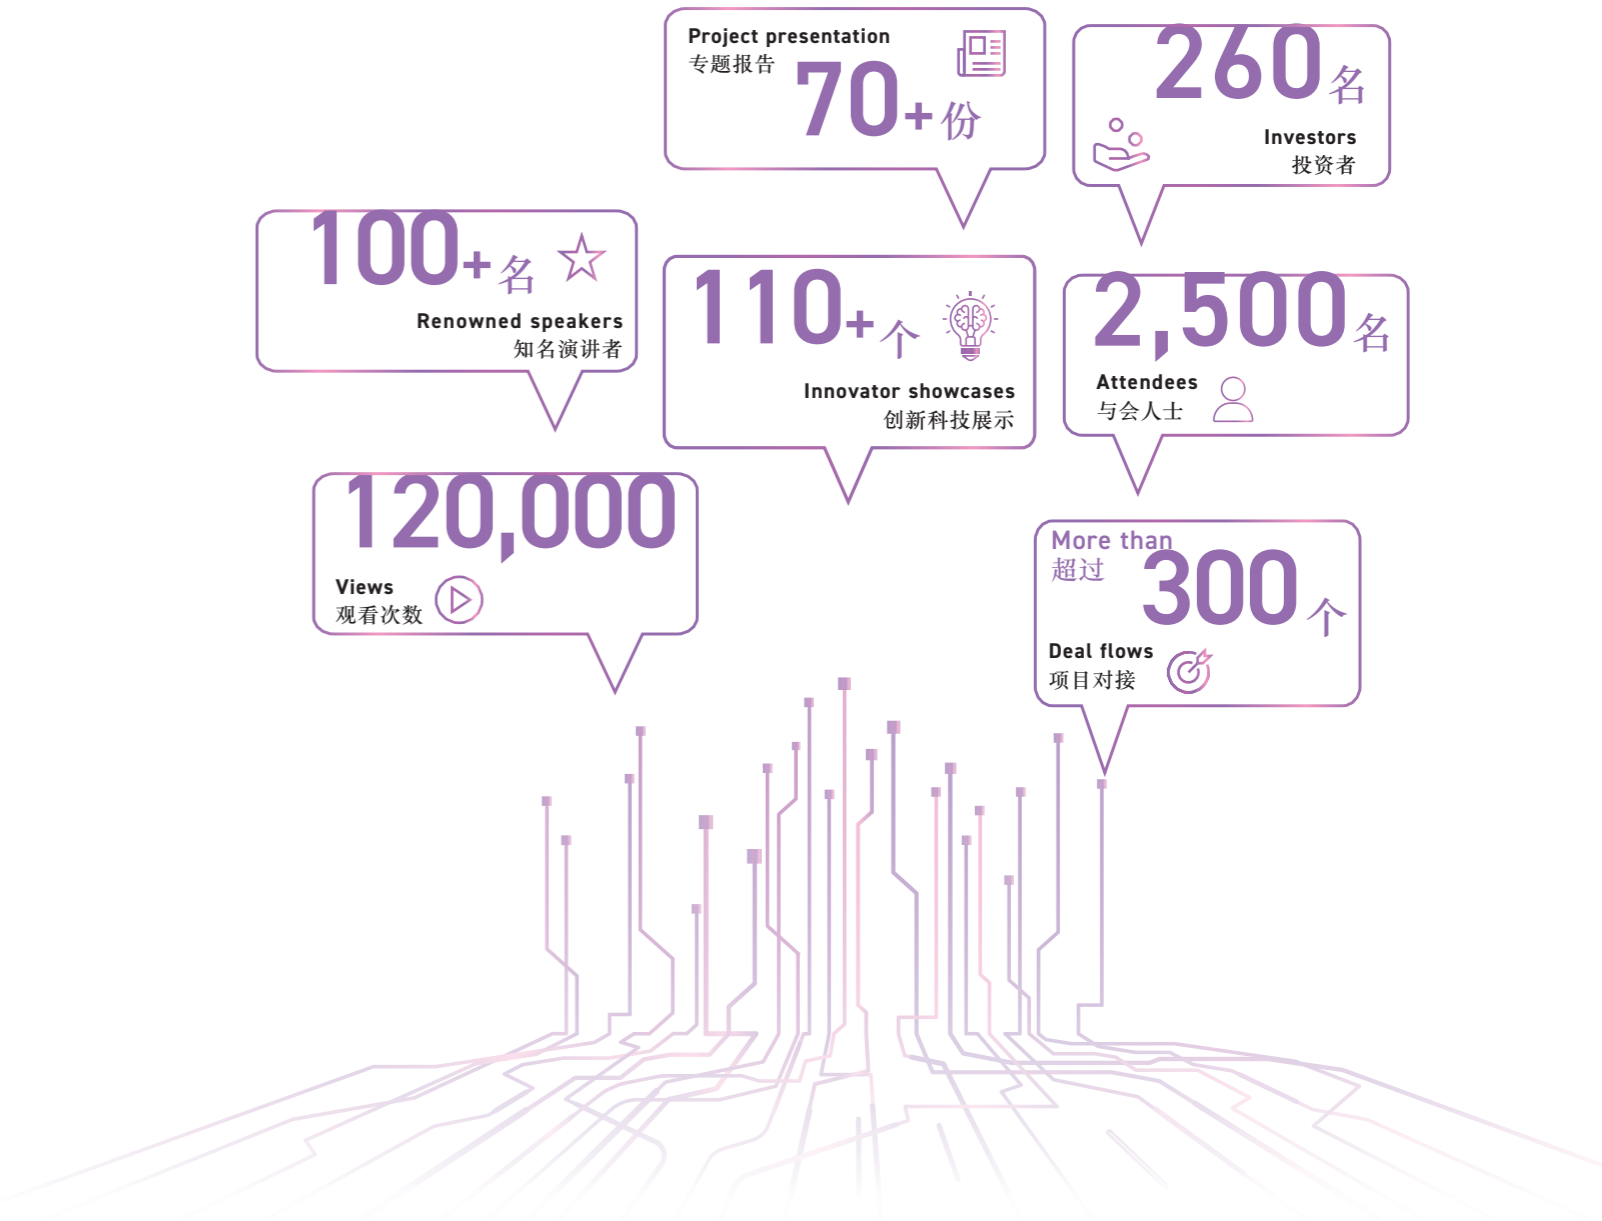 Project presentation
专题报告
70+份
260名
Investors
投资者
100+名
Renowned speakers
知名演讲者
110+个
Innovator showcases
创新科技展示
2,500名
Attendees
与会人士
120,000
Views
观看次数
More than
超过
300个
Deal flows
项目对接